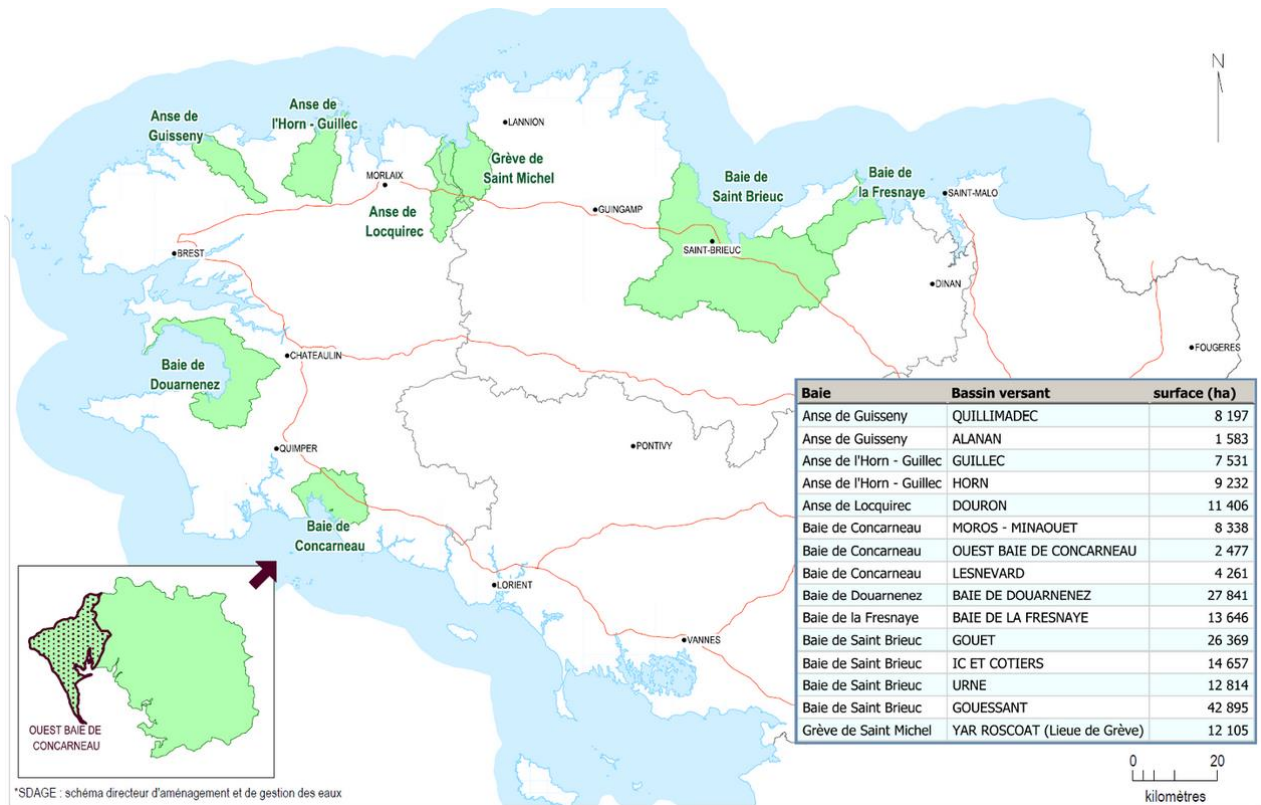 N
Anse de
l'Horn - Guillec
Anse de
Guisseny
LANNION
Grève de
Saint Michel
MORLAIX
Anse de
Locquirec
GUINGAMP
Baie de
Saint Brieuc
Baie de
la Fresnaye
SAINT-MALO
SAINT-BRIEUC
BREST
DINAN
FOUGERES
CHATEAULIN
Baie de
Douarnenez
QUIMPER
PONTIVY
Baie de
Concarneau
LORIENT
VANNES
Baie Bassin versant surface (ha)
Anse de Guisseny QUILLIMADEC 8 197
Anse de Guisseny ALANAN 1 583
Anse de l'Horn - Guillec GUILLEC 7 531
Anse de l'Horn - Guillec HORN 9 232
Anse de Locquirec DOURON 11 406
Baie de Concarneau MOROS - MINAOUET 8 338
Baie de Concarneau OUEST BAIE DE CONCARNEAU 2 477
Baie de Concarneau LESNEVARD 4 261
Baie de Douarnenez BAIE DE DOUARNENEZ 27 841
Baie de la Fresnaye BAIE DE LA FRESNAYE 13 646
Baie de Saint Brieuc GOUET 26 369
Baie de Saint Brieuc IC ET COTIERS 14 657
Baie de Saint Brieuc URNE 12 814
Baie de Saint Brieuc GOUESSANT 42 895
Grève de Saint Michel YAR ROSCOAT (Lieue de Grève) 12 105
OUEST BAIE DE
CONCARNEAU
*SDAGE : schéma directeur d'aménagement et de gestion des eaux
0 20
kilomètres